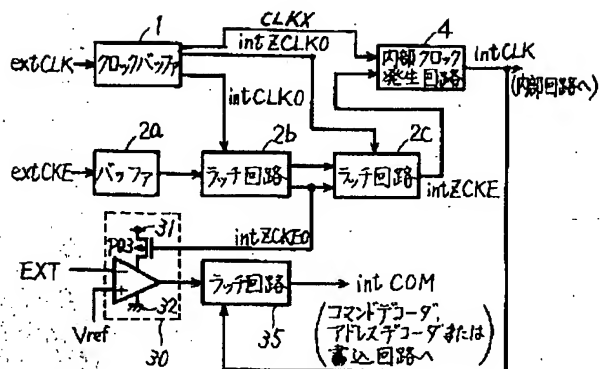 1
CLKX
intZCLK0
4
extCLK
クロックバッファ
内部クロック
発生回路
intCLK
(内部回路へ)
intCLK0
2a
2b
2c
extCKE
バッファ
ラッチ回路
ラッチ回路
intZCKE
31
PQ3
intZCKE0
EXT
ラッチ回路
int COM
Vref
32
30
35
(コマンドデコーダ,
アドレスデコーダまたは
書込回路へ)